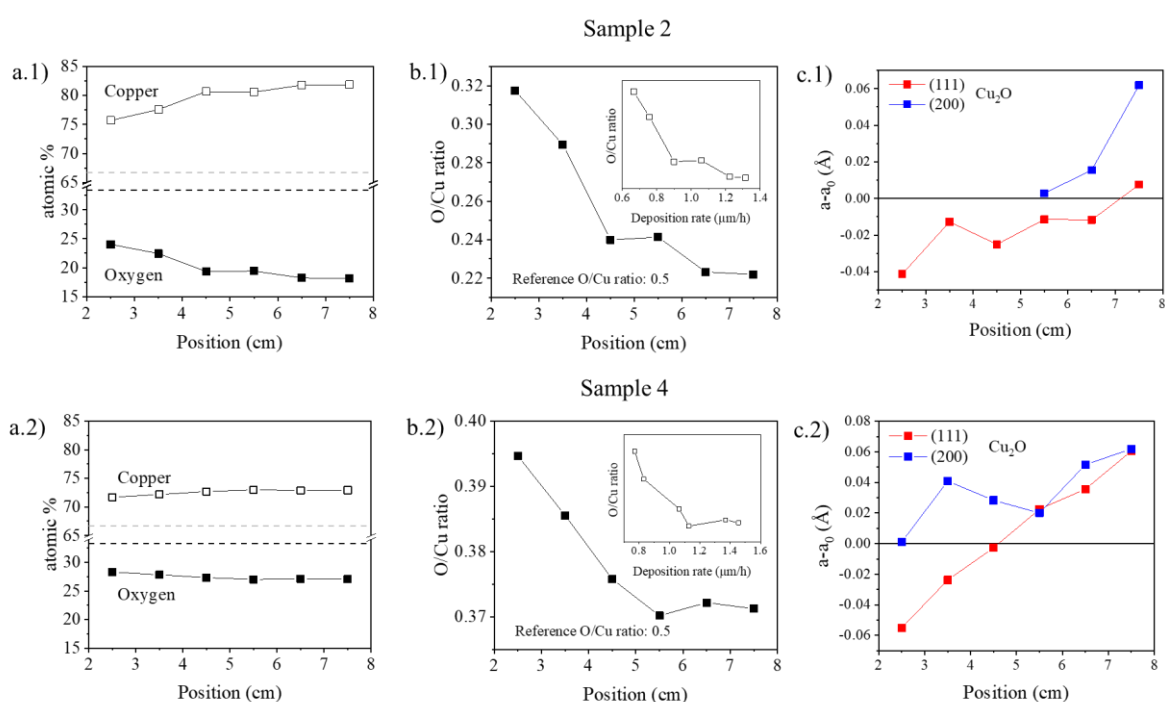 Sample 2
a.1)
85
80
75
70
65
30
25
20
15
atomic %
Copper
Oxygen
2 3 4 5 6 7 8
Position (cm)
b.1)
0.32
0.30
0.28
0.26
0.24
0.22
O/Cu ratio
O/Cu ratio
0.6 0.8 1.0 1.2 1.4
Deposition rate (μm/h)
Reference O/Cu ratio: 0.5
2 3 4 5 6 7 8
Position (cm)
c.1)
0.06
0.04
0.02
0.00
-0.02
-0.04
a-a₀ (Å)
(111)
(200)
Cu₂O
2 3 4 5 6 7 8
Position (cm)
Sample 4
a.2)
85
80
75
70
65
30
25
20
15
atomic %
Copper
Oxygen
2 3 4 5 6 7 8
Position (cm)
b.2)
0.40
0.39
0.38
0.37
O/Cu ratio
O/Cu ratio
0.8 1.0 1.2 1.4 1.6
Deposition rate (μm/h)
Reference O/Cu ratio: 0.5
2 3 4 5 6 7 8
Position (cm)
c.2)
0.08
0.06
0.04
0.02
0.00
-0.02
-0.04
-0.06
a-a₀ (Å)
(111)
(200)
Cu₂O
2 3 4 5 6 7 8
Position (cm)